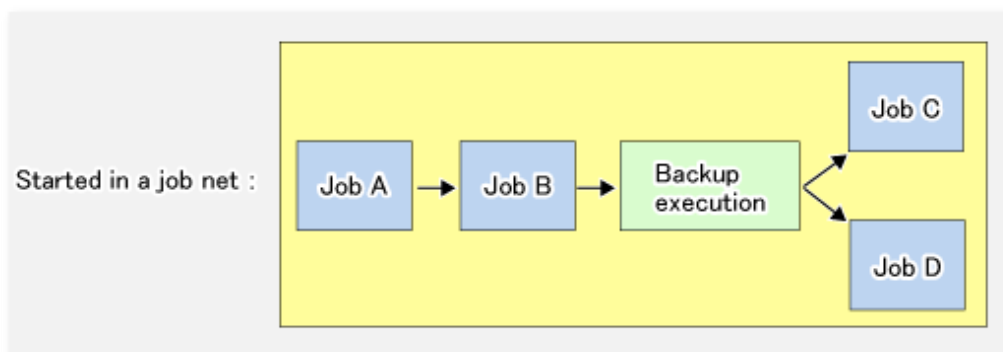 Started in a job net :
Job A
Job B
Backup
execution
Job C
Job D